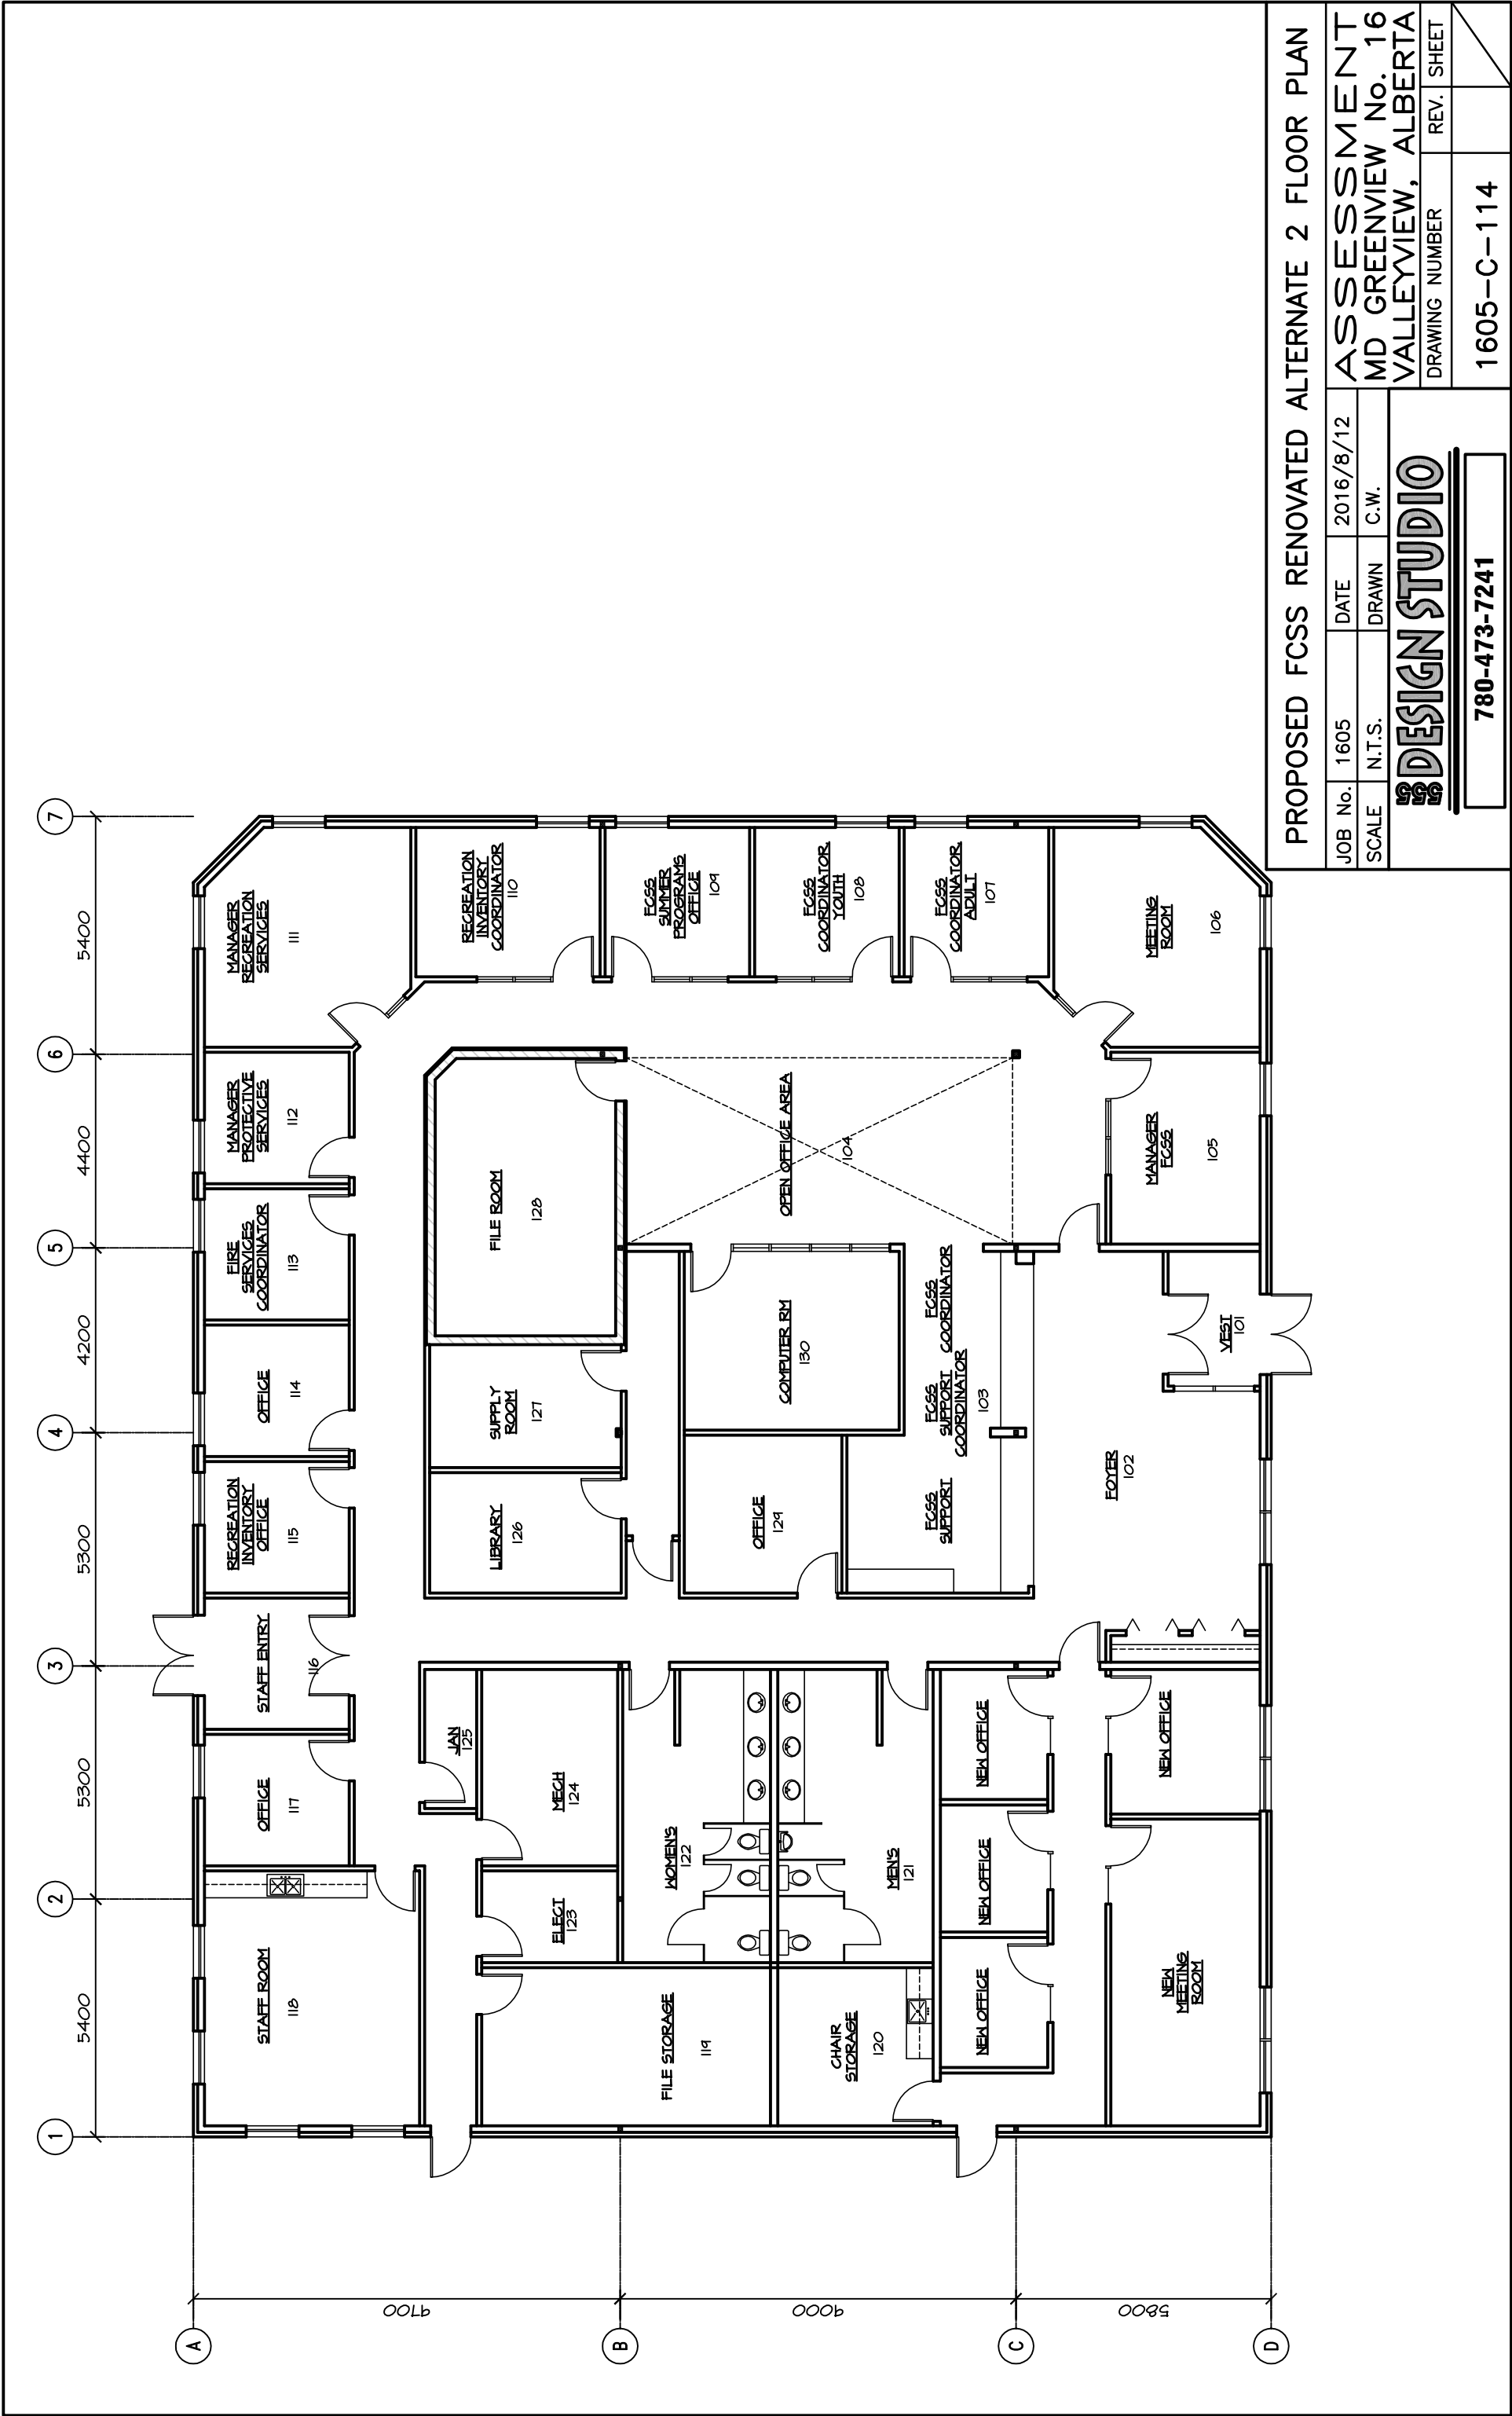 1
2
3
4
5
6
7
5400
5300
5300
4200
4400
5400
A
B
C
D
9700
9000
5800
STAFF ROOM
118
OFFICE
117
STAFF ENTRY
116
RECREATION
INVENTORY
OFFICE
115
OFFICE
114
FIRE
SERVICES
COORDINATOR
113
MANAGER
PROTECTIVE
SERVICES
112
MANAGER
RECREATION
SERVICES
111
JAN
125
MECH
124
ELECT
123
LIBRARY
126
SUPPLY
ROOM
127
FILE ROOM
128
RECREATION
INVENTORY
COORDINATOR
110
FILE STORAGE
119
WOMEN'S
122
FCSS
SUMMER
PROGRAMS
OFFICE
109
OFFICE
129
COMPUTER RM
130
OPEN OFFICE AREA
104
FCSS
COORDINATOR
YOUTH
108
CHAIR
STORAGE
120
MEN'S
121
FCSS
SUPPORT
FCSS
SUPPORT
COORDINATOR
FCSS
COORDINATOR
103
FCSS
COORDINATOR
ADULT
107
NEW OFFICE
NEW OFFICE
NEW OFFICE
FOYER
102
NEW
MEETING
ROOM
NEW OFFICE
VEST
101
MANAGER
FCSS
105
MEETING
ROOM
106
PROPOSED FCSS RENOVATED ALTERNATE 2 FLOOR PLAN
JOB No. 1605
DATE 2016/8/12
SCALE N.T.S.
DRAWN C.W.
ASSESSMENT
MD GREENVIEW No. 16
VALLEYVIEW, ALBERTA
DESIGN STUDIO
780-473-7241
DRAWING NUMBER REV. SHEET
1605-C-114